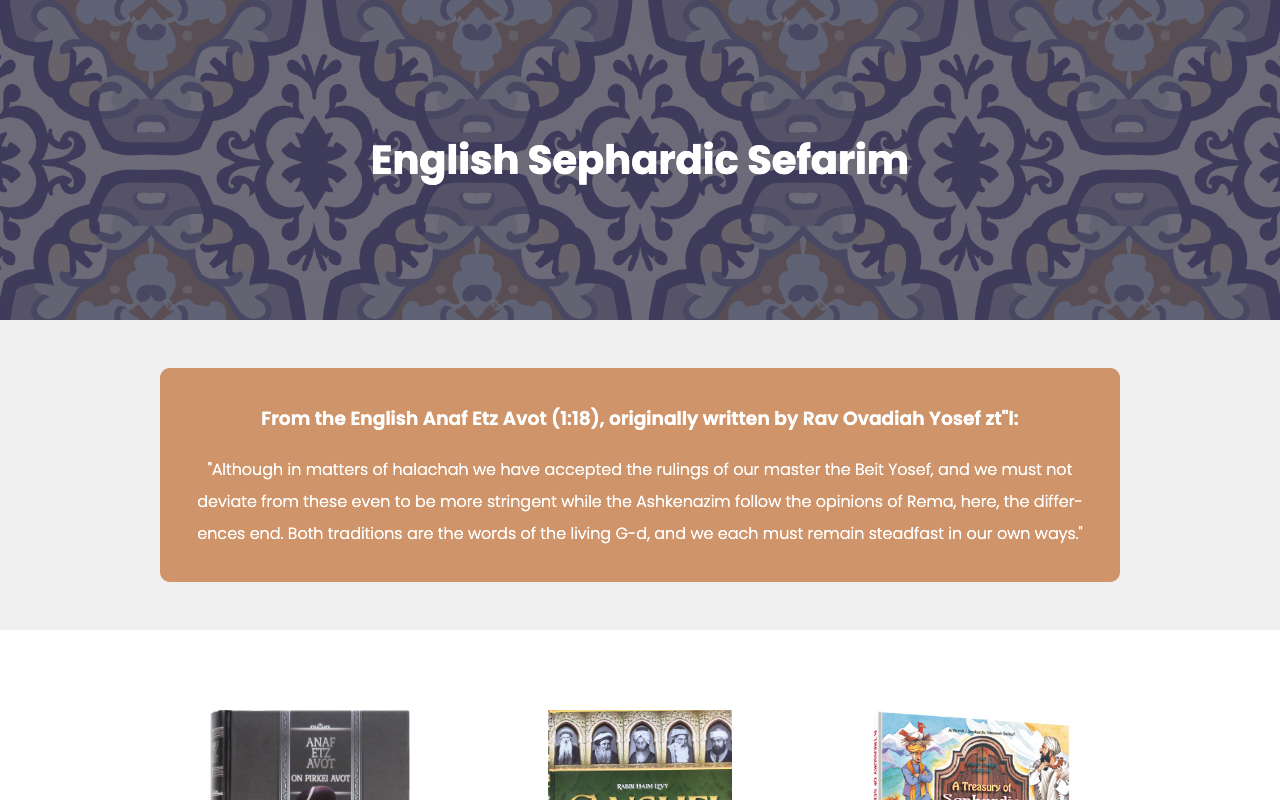 English Sephardic Sefarim
From the English Anaf Etz Avot (1:18), originally written by Rav Ovadiah Yosef zt"l:
"Although in matters of halachah we have accepted the rulings of our master the Beit Yosef, and we must not
deviate from these even to be more stringent while the Ashkenazim follow the opinions of Rema, here, the differ-
ences end. Both traditions are the words of the living G-d, and we each must remain steadfast in our own ways."
ANAF
ETZ
AVOT
ON PIRKEI AVOT
RABBI HAIM LEVY
A Treasury of